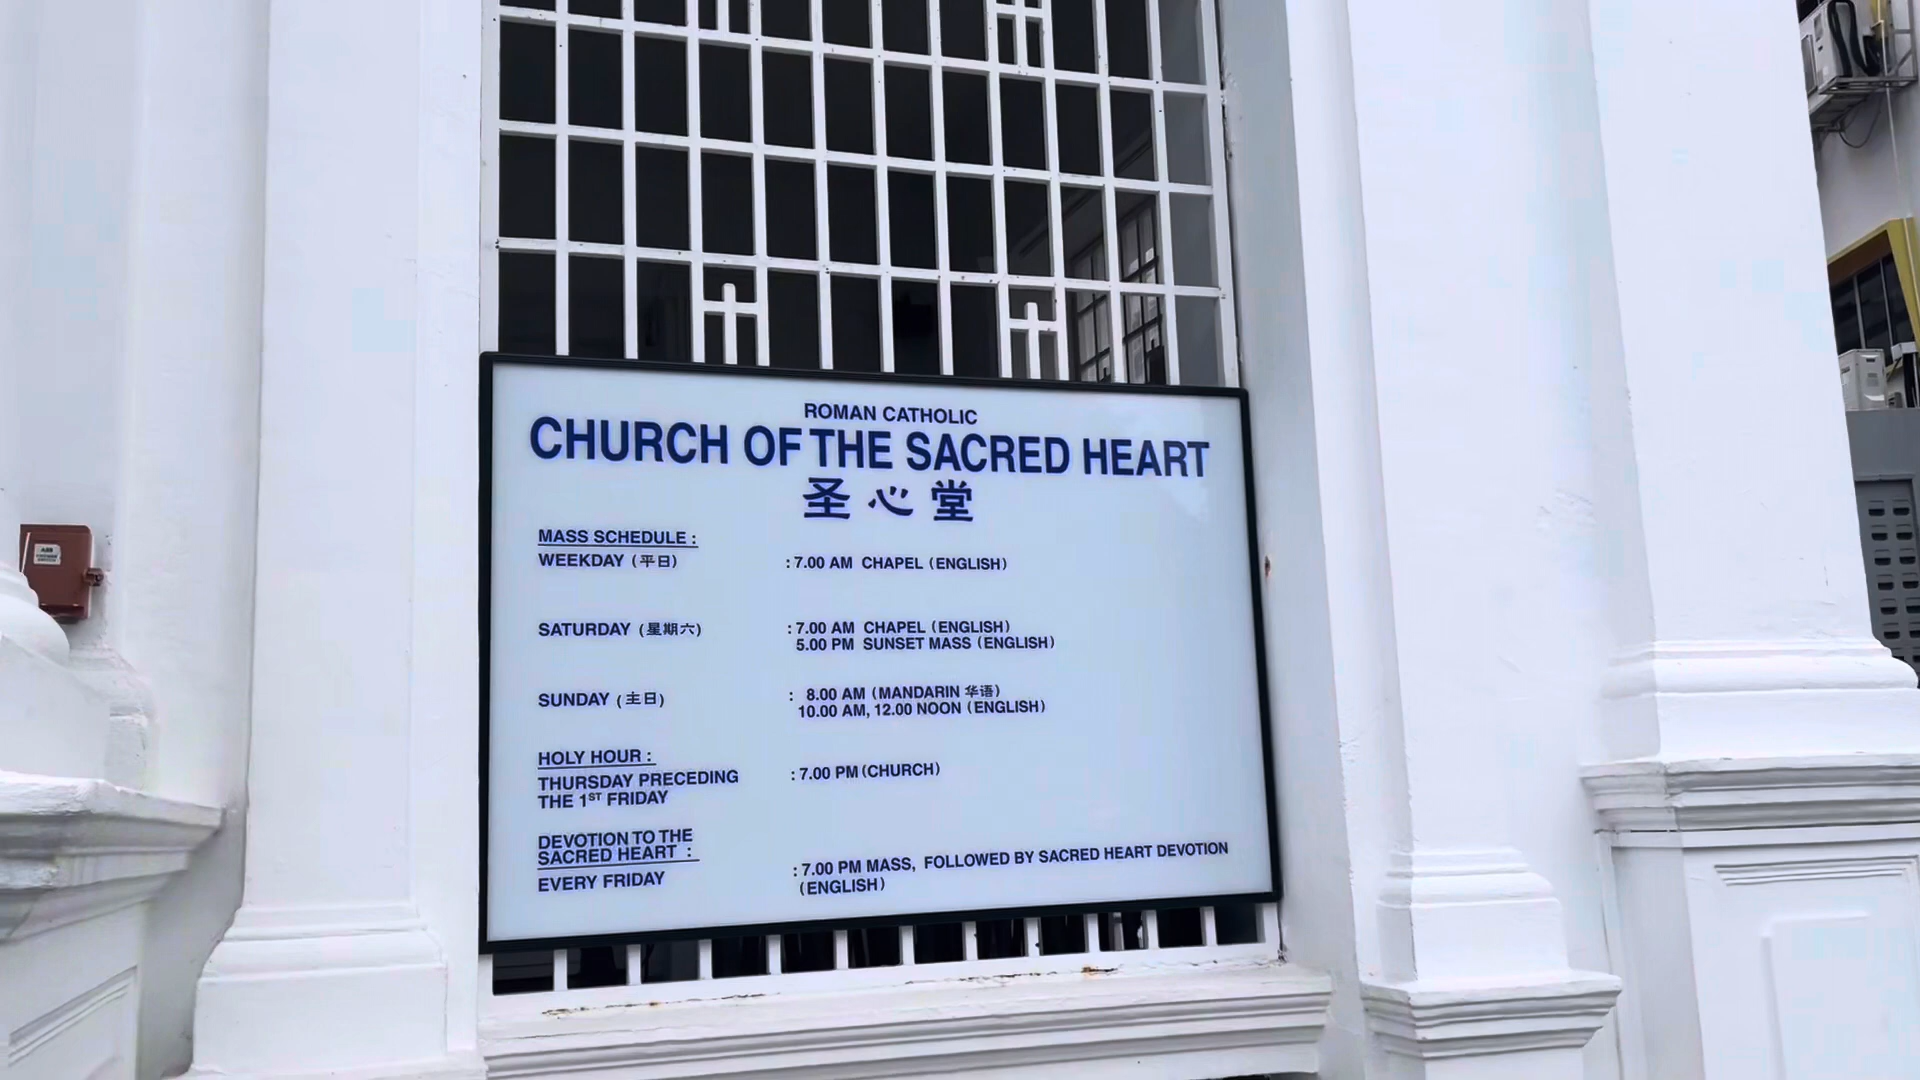 ROMAN CATHOLIC
CHURCH OF THE SACRED HEART
圣心堂
MASS SCHEDULE :
WEEKDAY (平日) : 7.00 AM CHAPEL (ENGLISH)
SATURDAY (星期六) : 7.00 AM CHAPEL (ENGLISH)
5.00 PM SUNSET MASS (ENGLISH)
SUNDAY (主日) : 8.00 AM (MANDARIN 华语)
10.00 AM, 12.00 NOON (ENGLISH)
HOLY HOUR :
THURSDAY PRECEDING : 7.00 PM (CHURCH)
THE 1ST FRIDAY
DEVOTION TO THE
SACRED HEART :
: 7.00 PM MASS, FOLLOWED BY SACRED HEART DEVOTION
EVERY FRIDAY (ENGLISH)
ABB